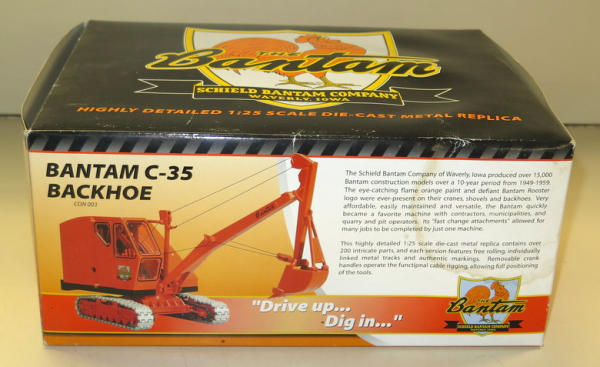 THE
Bantam
SCHIELD BANTAM COMPANY
WAVERLY, IOWA
HIGHLY DETAILED 1:25 SCALE DIE-CAST METAL REPLICA
BANTAM C-35
BACKHOE
CON 003
Bantam
The Schield Bantam Company of Waverly, Iowa produced over 15,000
Bantam construction models over a 10-year period from 1949-1959.
The eye-catching flame orange paint and defiant Bantam Rooster
logo were ever-present on their cranes, shovels and backhoes. Very
affordable, easily maintained and versatile, the Bantam quickly
became a favorite machine with contractors, municipalities, and
quarry and pit operators. Its "fast change attachments" allowed for
many jobs to be completed by just one machine.
This highly detailed 1:25 scale die-cast metal replica contains over
200 intricate parts, and each version features free rolling individually
linked metal tracks and authentic markings. Removable crank
handles operate the functional cable rigging, allowing full positioning
of the tools.
"Drive up...
Dig in..."
THE
Bantam
SCHIELD BANTAM COMPANY
WAVERLY, IOWA